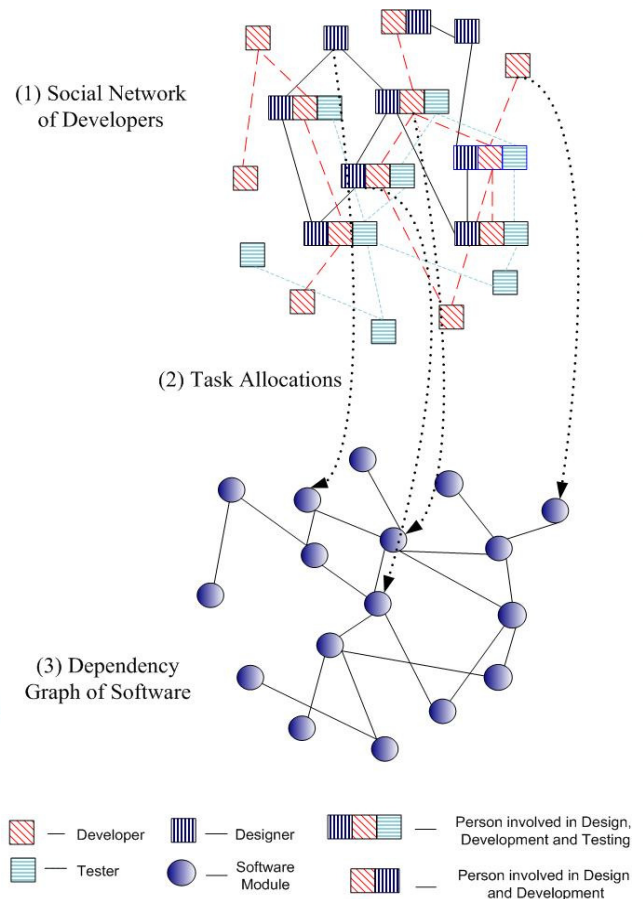 (1) Social Network
of Developers
(2) Task Allocations
(3) Dependency
Graph of Software
Developer
Designer
Person involved in Design,
Development and Testing
Tester
Software
Module
Person involved in Design
and Development